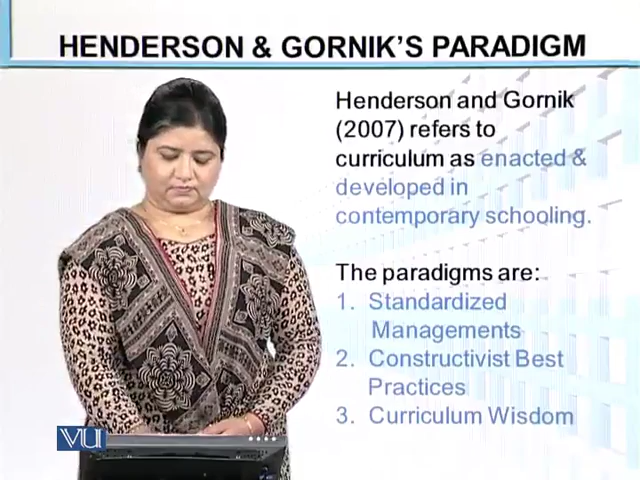 HENDERSON & GORNIK'S PARADIGM
Henderson and Gornik
(2007) refers to
curriculum as enacted &
developed in
contemporary schooling.
The paradigms are:
1. Standardized
Managements
2. Constructivist Best
Practices
3. Curriculum Wisdom
VU